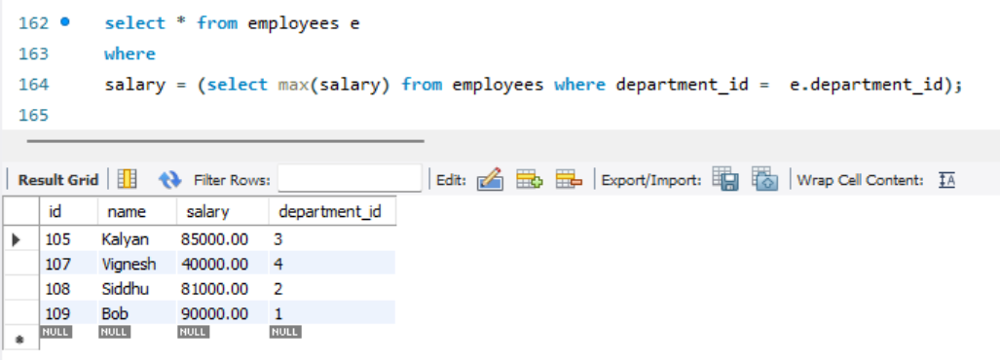 162 select * from employees e
163 where
164 salary = (select max(salary) from employees where department_id =  e.department_id);
165
Result Grid Filter Rows: Edit: Export/Import: Wrap Cell Content: IA
id name salary department_id
105 Kalyan 85000.00 3
107 Vignesh 40000.00 4
108 Siddhu 81000.00 2
109 Bob 90000.00 1
NULL NULL NULL NULL